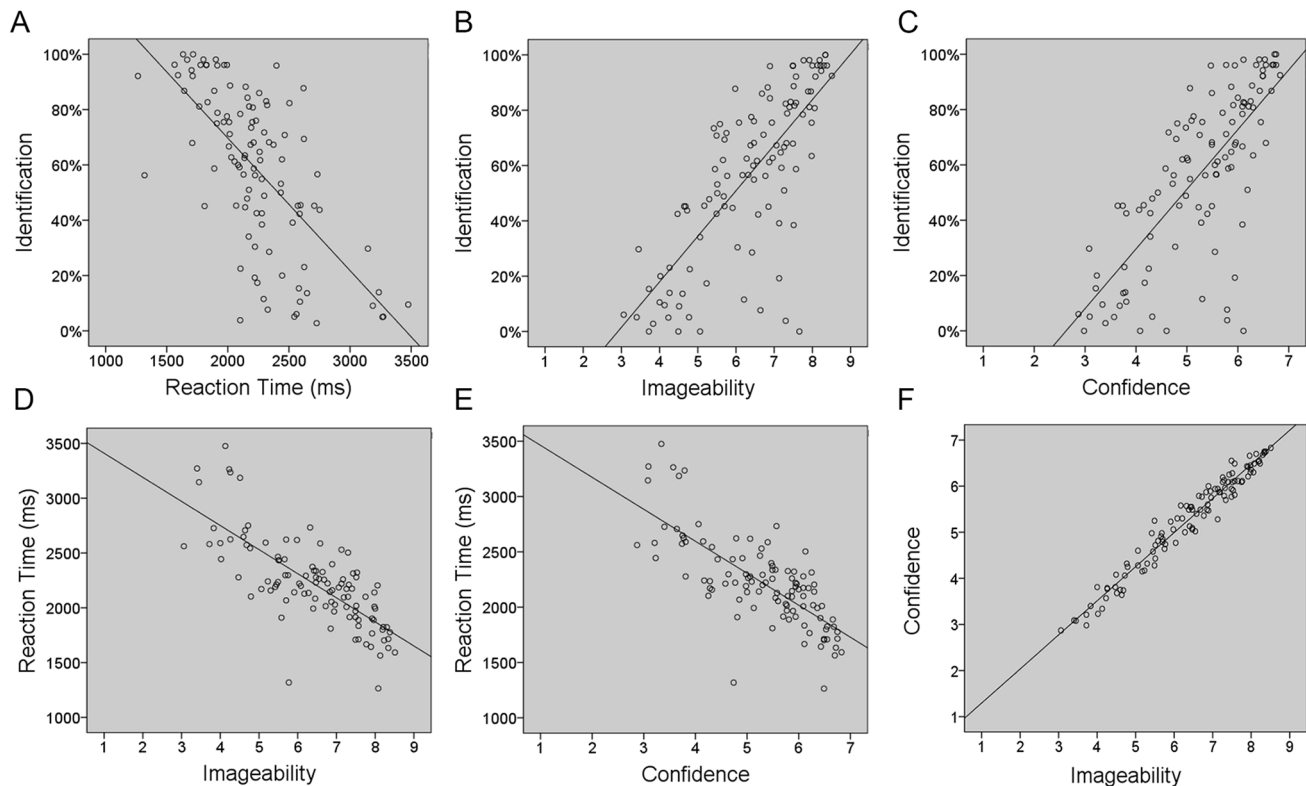 A
Identification
100%
80%
60%
40%
20%
0%
1000 1500 2000 2500 3000 3500
Reaction Time (ms)
B
Identification
100%
80%
60%
40%
20%
0%
1 2 3 4 5 6 7 8 9
Imageability
C
Identification
100%
80%
60%
40%
20%
0%
1 2 3 4 5 6 7
Confidence
D
Reaction Time (ms)
3500
3000
2500
2000
1500
1000
1 2 3 4 5 6 7 8 9
Imageability
E
Reaction Time (ms)
3500
3000
2500
2000
1500
1000
1 2 3 4 5 6 7
Confidence
F
Confidence
7
6
5
4
3
2
1
1 2 3 4 5 6 7 8 9
Imageability